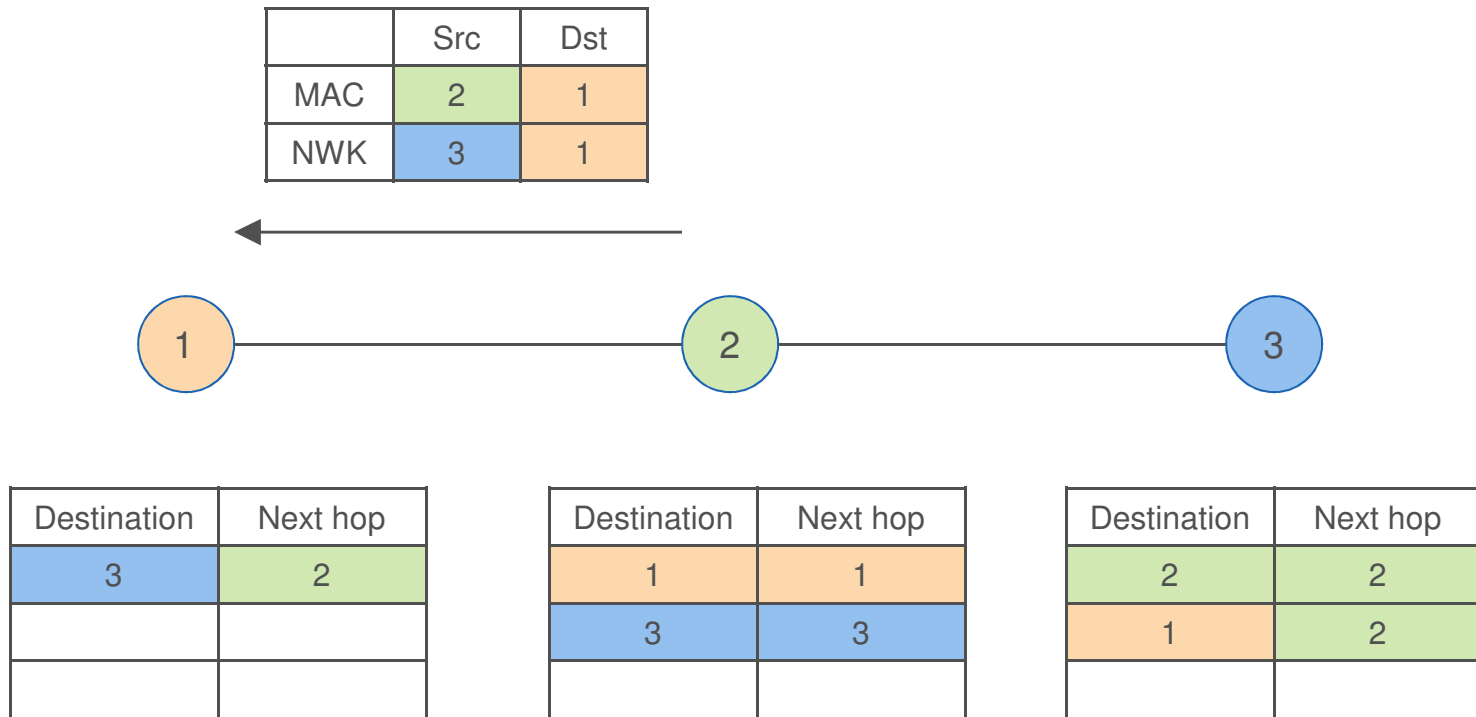 Src Dst
MAC 2 1
NWK 3 1
1 2 3
Destination Next hop Destination Next hop Destination Next hop
3 2 1 1 2 2
3 3 1 2